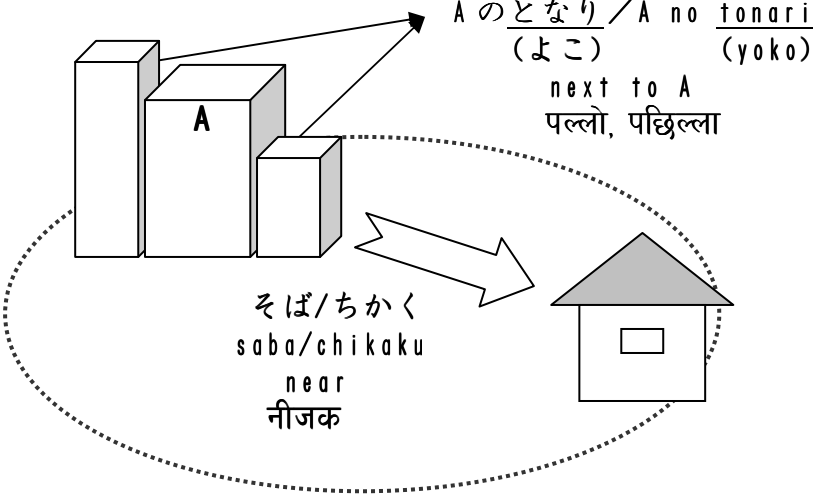 A のとなり/A no tonari
(よこ) (yoko)
next to A
पल्लो, पछिल्ला
A
そば/ちかく
saba/chikaku
near
नीजक